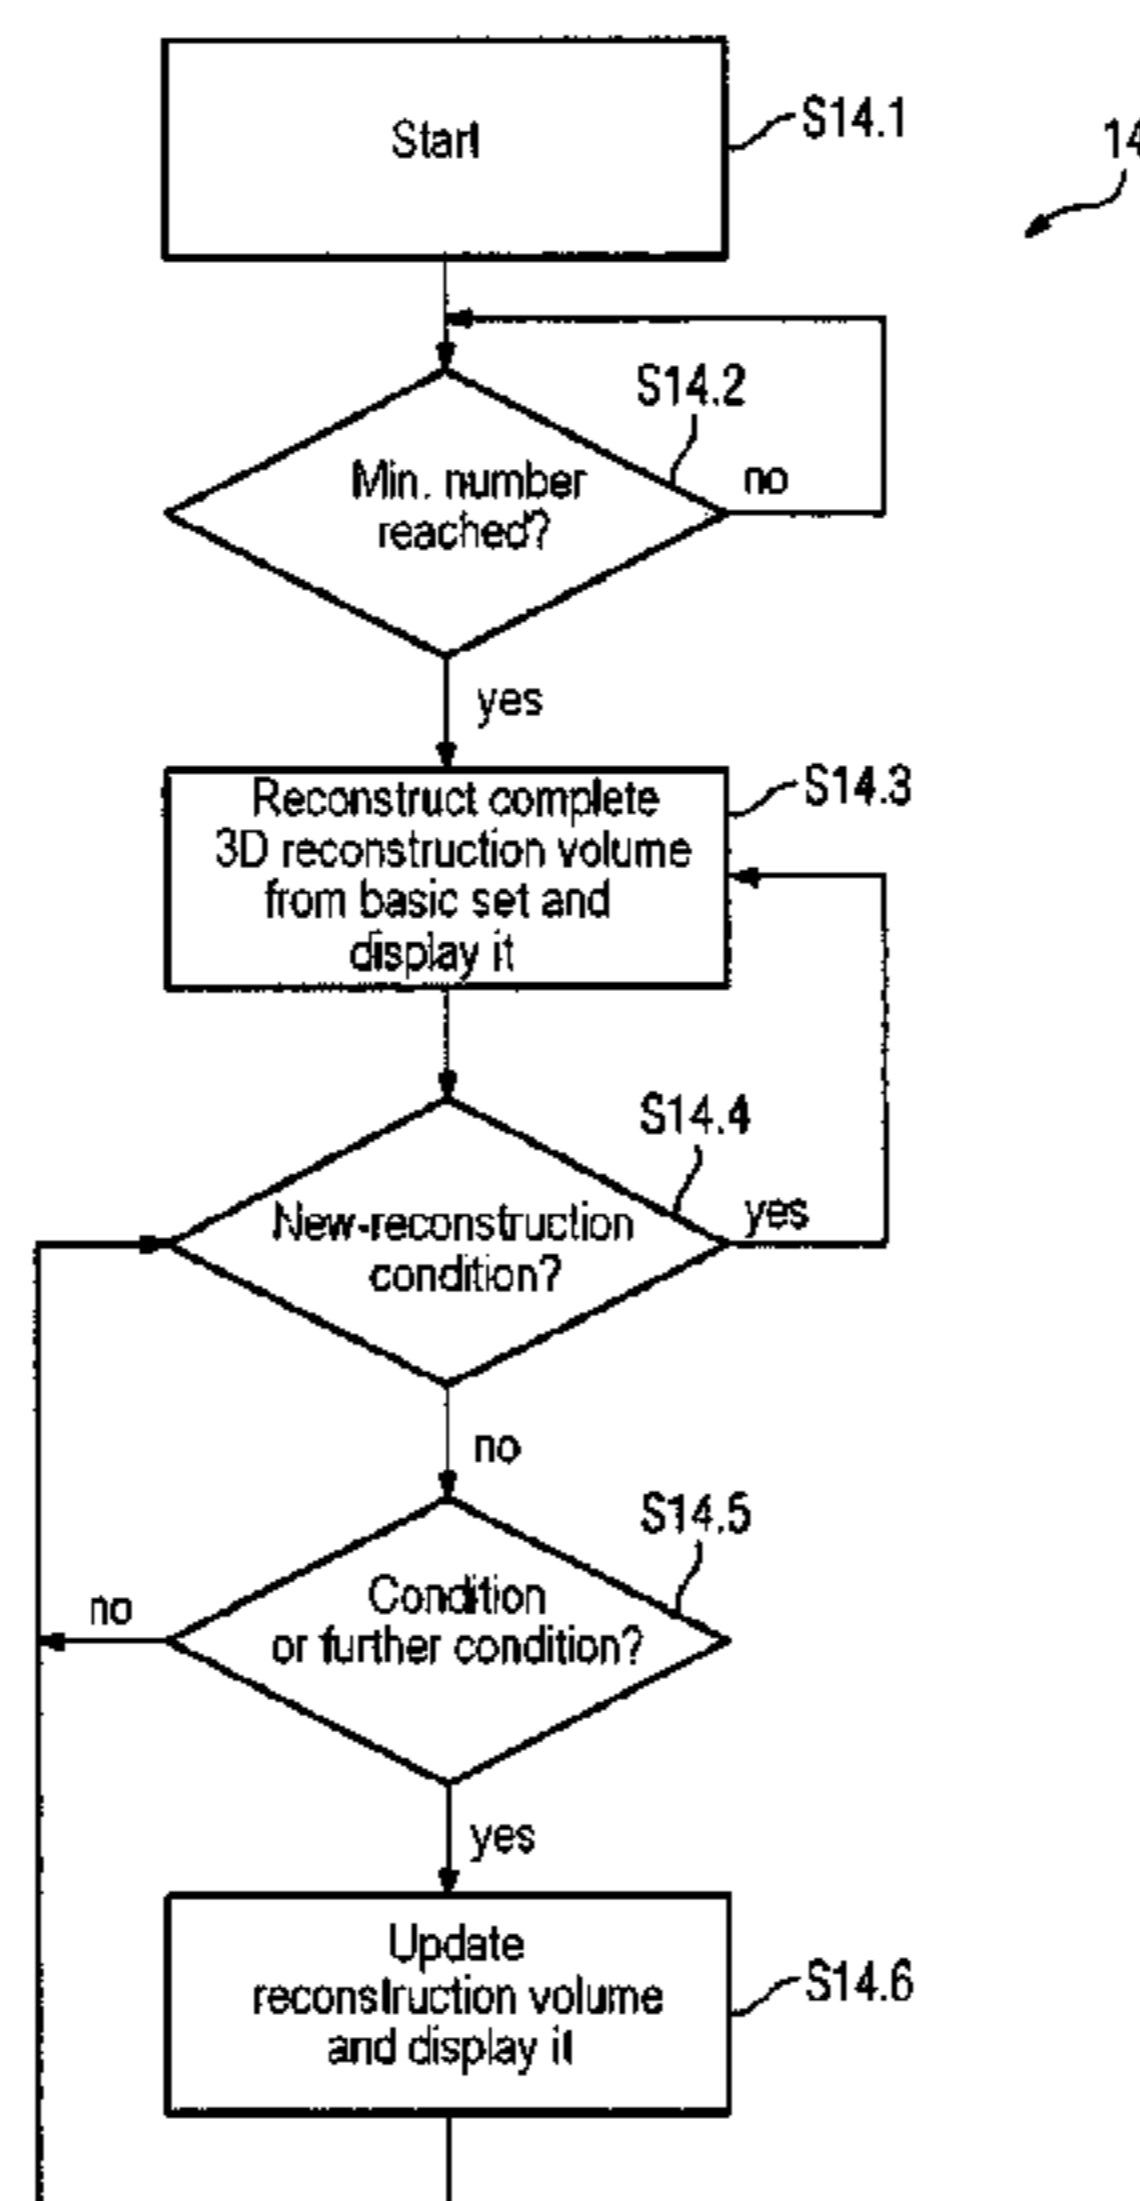 Start
S14.1
14
S14.2
Min. number
reached?
no
yes
Reconstruct complete
3D reconstruction volume
from basic set and
display it
S14.3
S14.4
New-reconstruction
condition?
yes
no
S14.5
Condition
or further condition?
no
yes
Update
reconstruction volume
and display it
S14.6